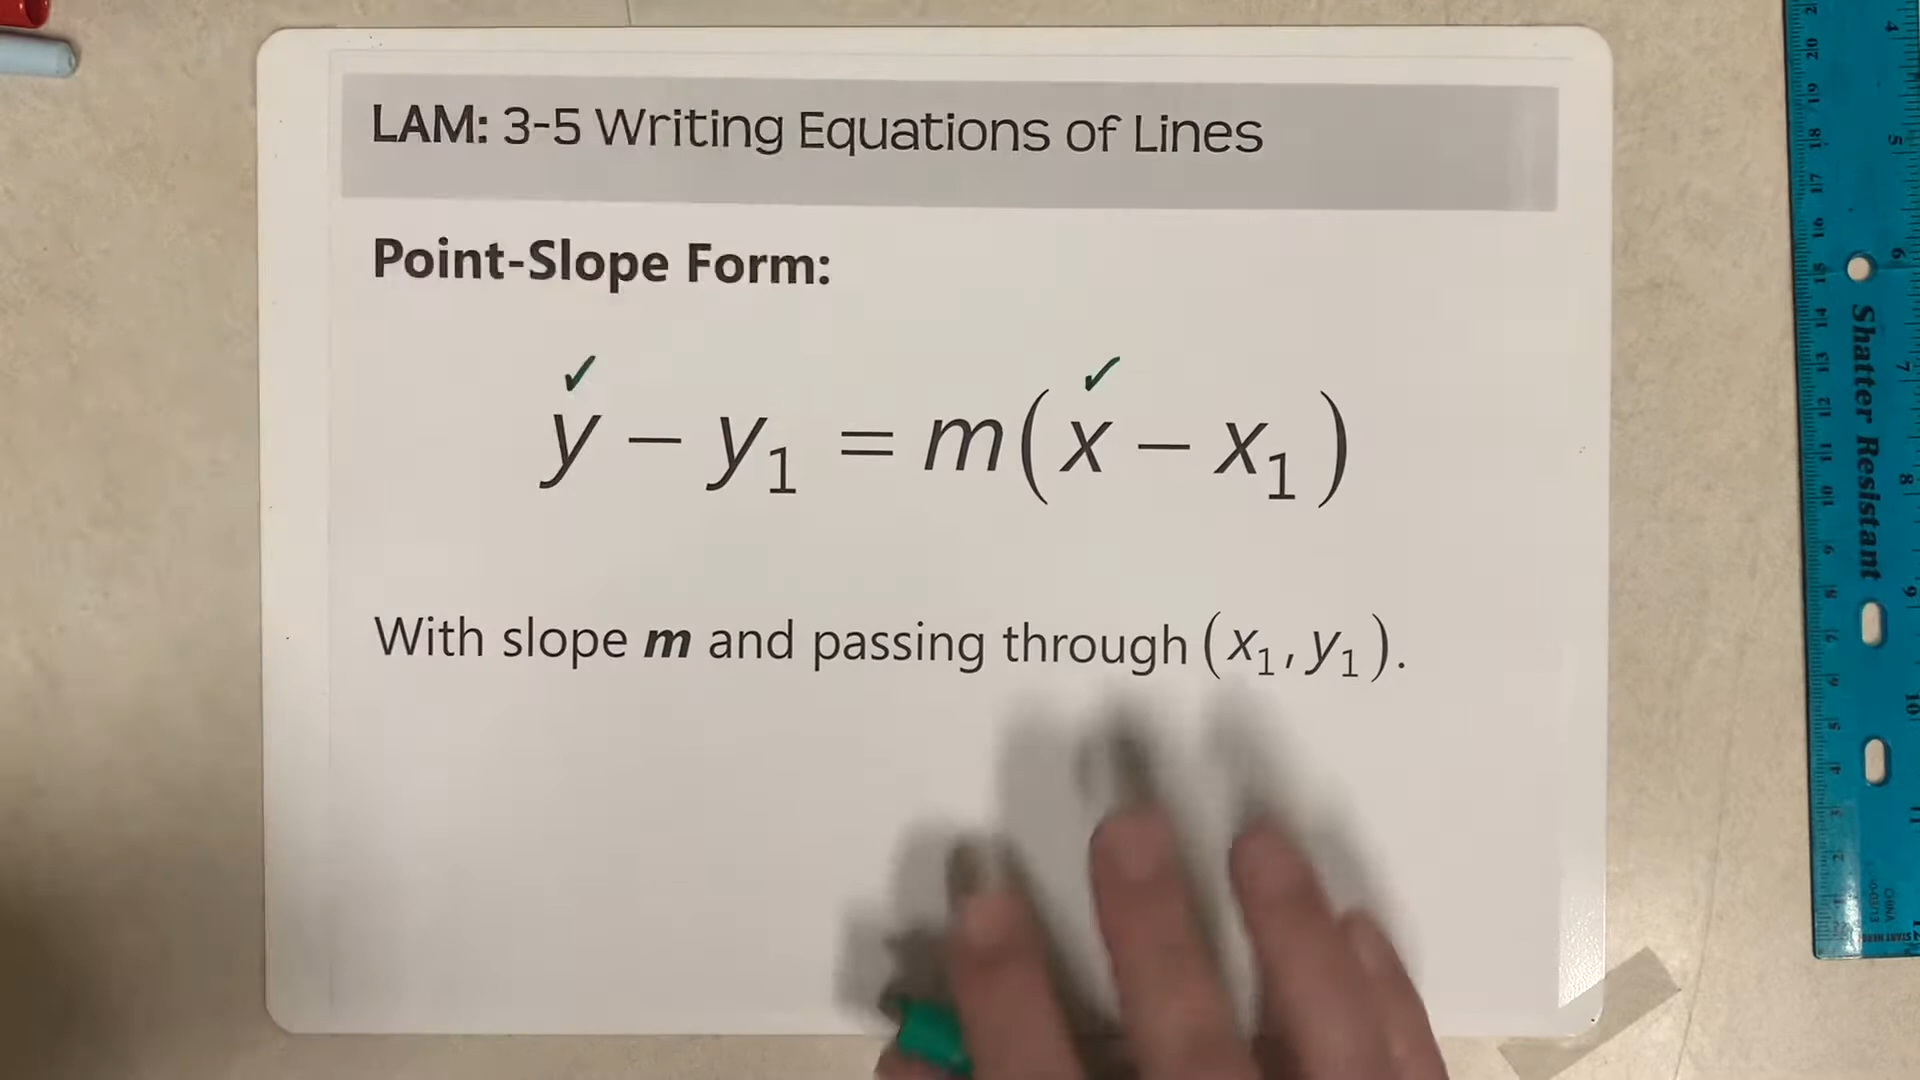 LAM: 3-5 Writing Equations of Lines
Point-Slope Form:
✓ ✓
y − y₁ = m(x − x₁)
With slope m and passing through (x₁, y₁).
Shatter Resistant